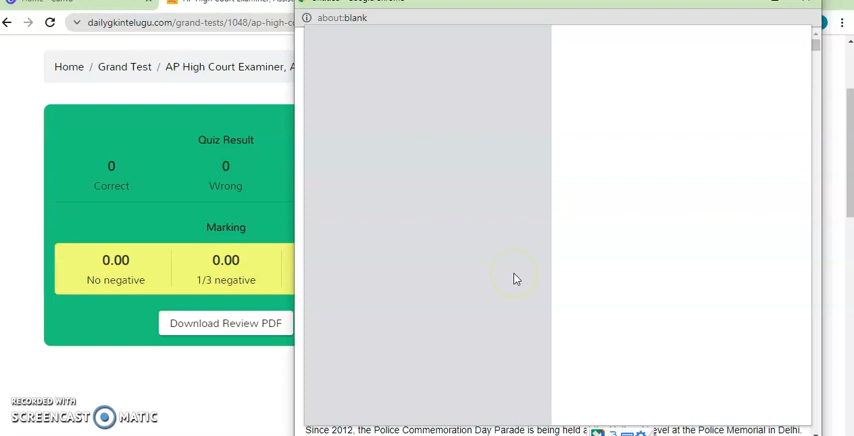 dailygkintelugu.com/grand-tests/1048/ap-high-c
about:blank
Home / Grand Test / AP High Court Examiner, A
Quiz Result
0 0
Correct Wrong
Marking
0.00 0.00
No negative 1/3 negative
Download Review PDF
RECORDED WITH
SCREENCAST MATIC
Since 2012, the Police Commemoration Day Parade is being held a level at the Police Memorial in Delhi.